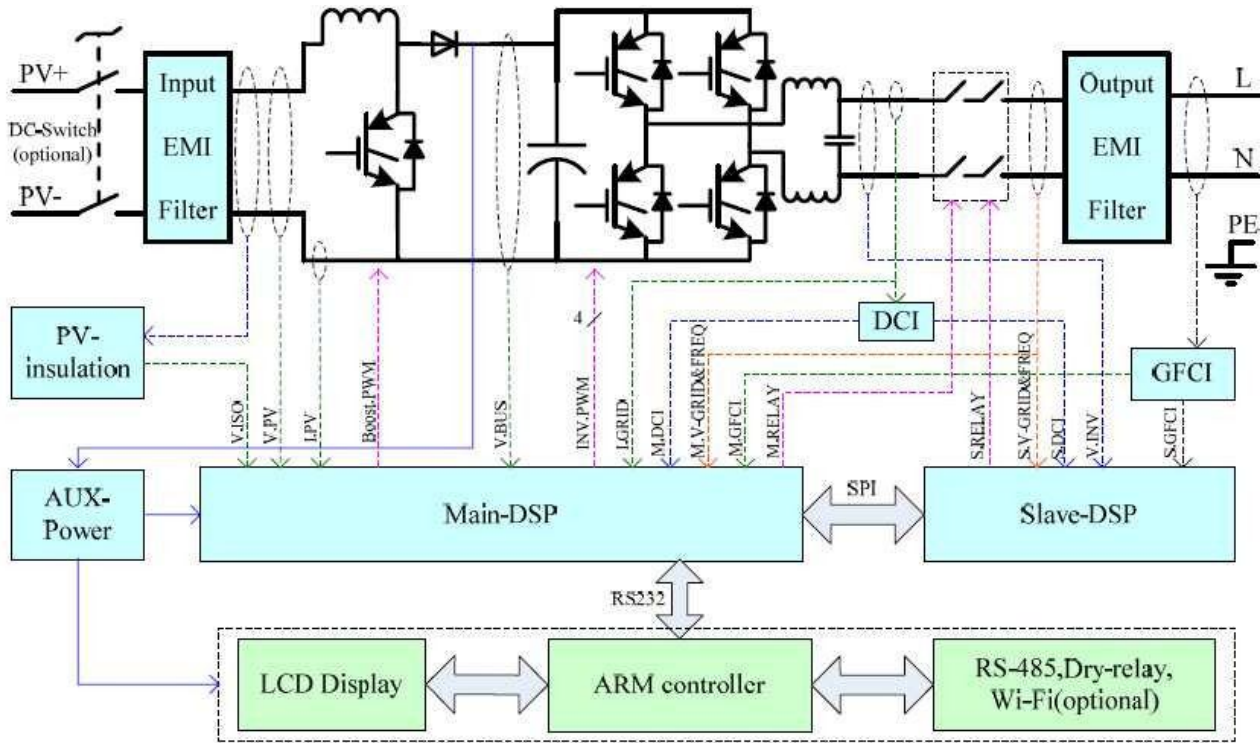 PV+
DC-Switch
(optional)
PV-
Input
EMI
Filter
Output
EMI
Filter
L
N
PE
PV-
insulation
DCI
GFCI
4
V.ISO
V.PV
I.PV
Boost.PWM
V.BUS
INV.PWM
I.GRID
M.DCI
M.V-GRID&FREQ
M.GFCI
M.RELAY
S.RELAY
S.V-GRID&FREQ
S.DCI
V.INV
S.GFCI
AUX-
Power
Main-DSP
SPI
Slave-DSP
RS232
LCD Display
ARM controller
RS-485,Dry-relay,
Wi-Fi(optional)